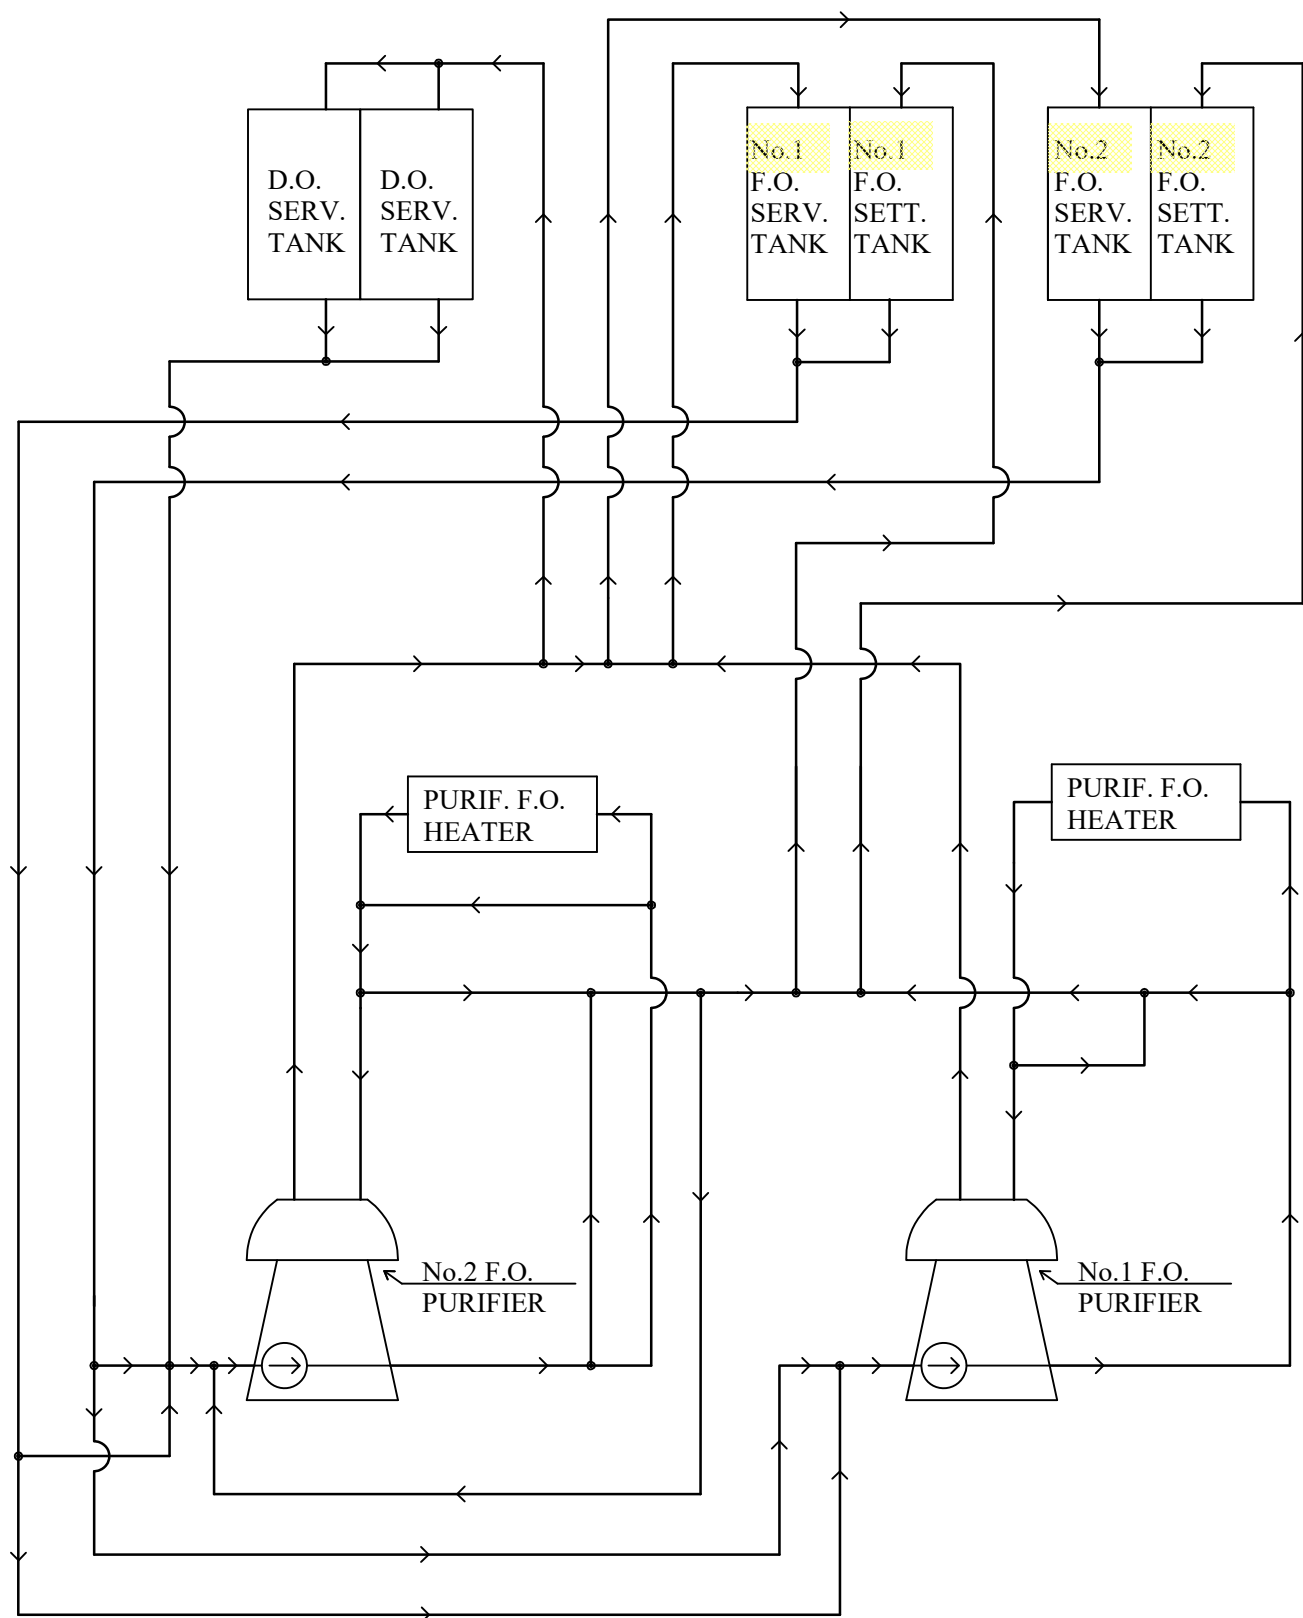 D.O.
SERV.
TANK
D.O.
SERV.
TANK
No.1
F.O.
SERV.
TANK
No.1
F.O.
SETT.
TANK
No.2
F.O.
SERV.
TANK
No.2
F.O.
SETT.
TANK
PURIF. F.O.
HEATER
PURIF. F.O.
HEATER
No.2 F.O.
PURIFIER
No.1 F.O.
PURIFIER